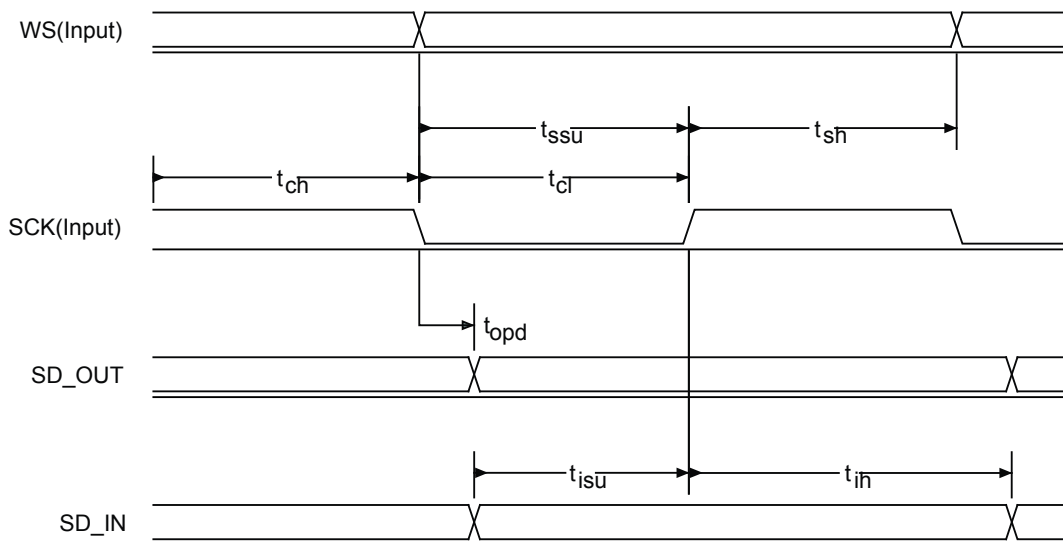 WS(Input)
tssu
tsh
tch
tcl
SCK(Input)
topd
SD_OUT
tisu
tih
SD_IN